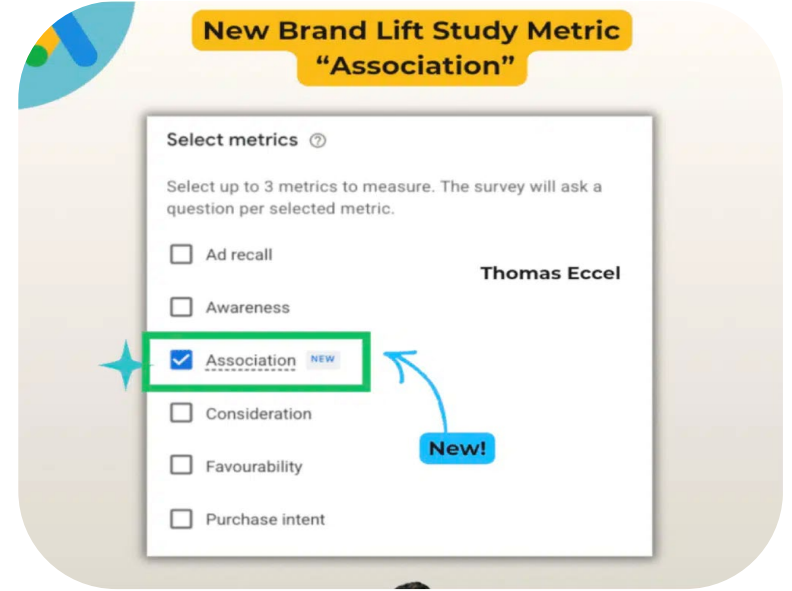 New Brand Lift Study Metric
“Association”
Select metrics ?
Select up to 3 metrics to measure. The survey will ask a
question per selected metric.
Ad recall
Thomas Eccel
Awareness
Association NEW
Consideration
New!
Favourability
Purchase intent